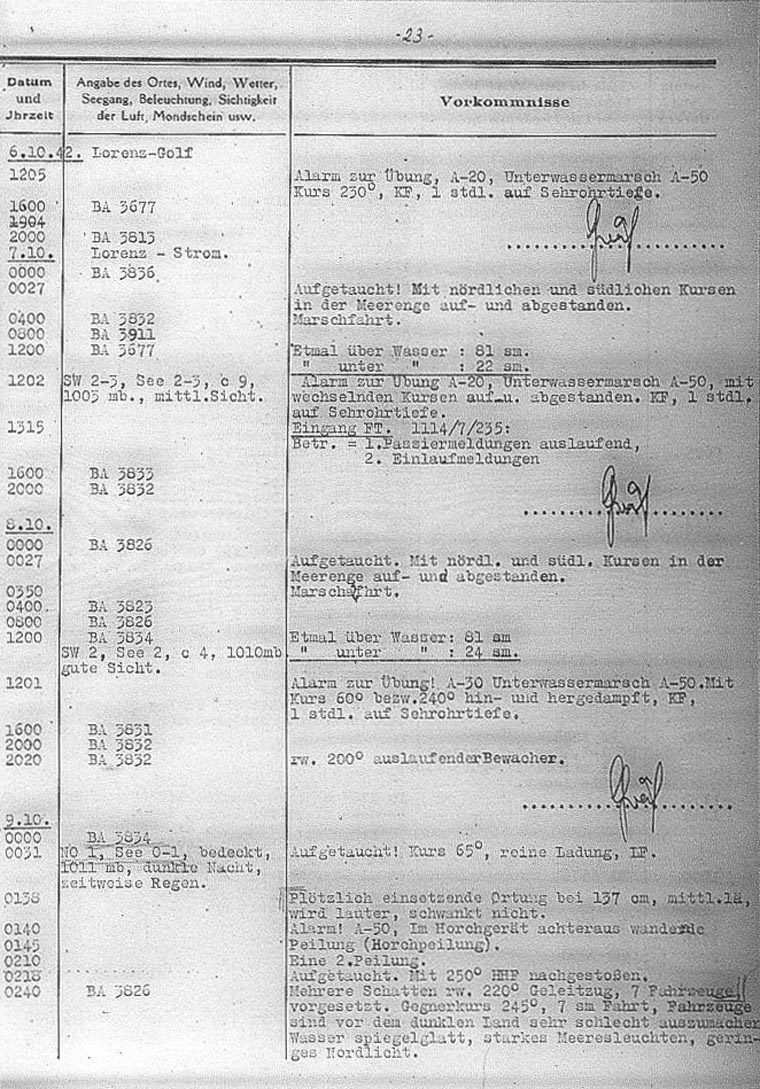 -23-
Datum Angabe des Ortes, Wind, Wetter,
und Seegang, Beleuchtung, Sichtigkeit Vorkommnisse
Jhrzeit der Luft, Mondschein usw.
6.10.42. Lorenz-Golf
1205 Alarm zur Übung, A-20, Unterwassermarsch A-50
Kurs 230°, KF, 1 stdl. auf Sehrohrtiefe.
1600 BA 3677
1904
2000 BA 3813
7.10. Lorenz - Strom.
0000 BA 3836
0027 Aufgetaucht! Mit nördlichen und südlichen Kursen
in der Meerenge auf- und abgestanden.
0400 BA 3832 Marschfahrt.
0800 BA 3911
1200 BA 3677 Etmal über Wasser : 81 sm.
" unter " : 22 sm.
1202 SW 2-3, See 2-3, c 9, Alarm zur Übung A-20, Unterwassermarsch A-50, mit
1003 mb., mittl.Sicht. wechselnden Kursen auf.u. abgestanden. KF, 1 stdl.
auf Sehrohrtiefe.
1315 Eingang FT. 1114/7/235:
Betr. = 1.Passiermeldungen auslaufend,
2. Einlaufmeldungen
1600 BA 3833
2000 BA 3832
8.10.
0000 BA 3826
0027 Aufgetaucht. Mit nördl. und südl. Kursen in der
Meerenge auf- und abgestanden.
0350 Marschfahrt.
0400. BA 3823
0800 BA 3826
1200 BA 3834 Etmal über Wasser: 81 sm
SW 2, See 2, c 4, 1010mb " unter " : 24 sm.
gute Sicht.
1201 Alarm zur Übung! A-30 Unterwassermarsch A-50.Mit
Kurs 60° bezw.240° hin- und hergedampft, KF,
1 stdl. auf Sehrohrtiefe.
1600 BA 3831
2000 BA 3832
2020 BA 3832 rw. 200° auslaufenderBewacher.
9.10.
0000 BA 3834
0031 NO 1, See 0-1, bedeckt, Aufgetaucht! Kurs 65°, reine Ladung, LF.
1011 mb, dunkle Nacht,
zeitweise Regen.
0138 Plötzlich einsetzende Ortung bei 137 cm, mittl.lä,
wird lauter, schwankt nicht.
0140 Alarm! A-50, Im Horchgerät achteraus wandernde
0145 Peilung (Horchpeilung).
0210 Eine 2.Peilung.
0218 Aufgetaucht. Mit 250° HHF nachgestoßen.
0240 BA 3826 Mehrere Schatten rw. 220° Geleitzug, 7 Fahrzeuge
vorgesetzt. Gegnerkurs 245°, 7 sm Fahrt, Fahrzeuge
sind vor dem dunklen Land sehr schlecht auszumachen
Wasser spiegelglatt, starkes Meeresleuchten, gerin-
ges Nordlicht.